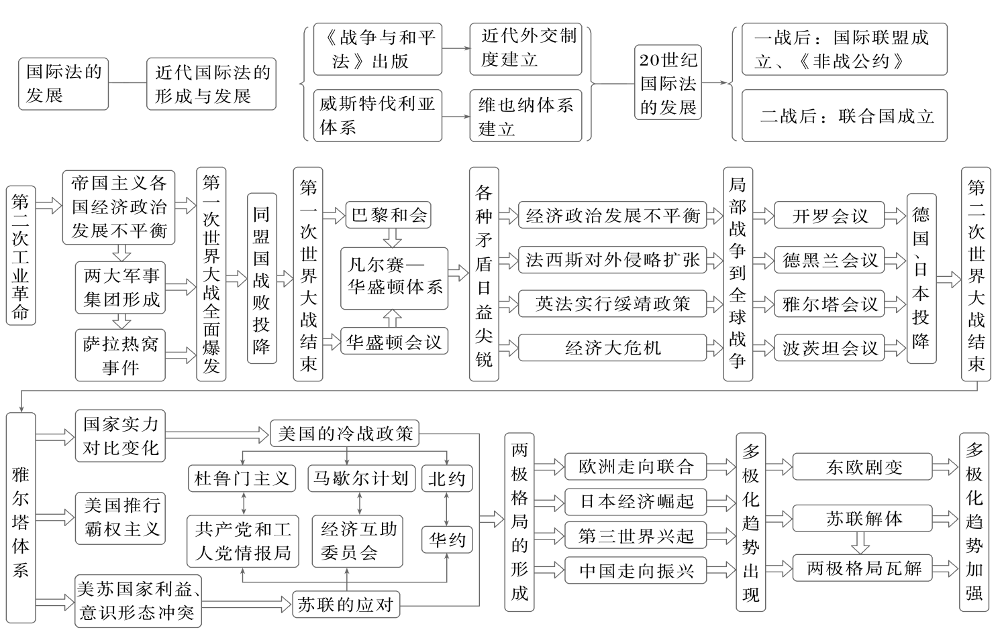 国际法的
发展
近代国际法的
形成与发展
《战争与和平
法》出版
近代外交制
度建立
威斯特伐利亚
体系
维也纳体系
建立
20世纪
国际法
的发展
一战后：国际联盟成
立、《非战公约》
二战后：联合国成立
第二次工业革命
帝国主义各
国经济政治
发展不平衡
两大军事
集团形成
萨拉热窝
事件
第一次世界大战全面爆发
同盟国战败投降
第一次世界大战结束
巴黎和会
凡尔赛—
华盛顿体系
华盛顿会议
各种矛盾日益尖锐
经济政治发展不平衡
法西斯对外侵略扩张
英法实行绥靖政策
经济大危机
局部战争到全球战争
开罗会议
德黑兰会议
雅尔塔会议
波茨坦会议
德国、日本投降
第二次世界大战结束
雅尔塔体系
国家实力
对比变化
美国推行
霸权主义
美苏国家利益、
意识形态冲突
美国的冷战政策
杜鲁门主义
马歇尔计划
北约
共产党和工
人党情报局
经济互助
委员会
华约
苏联的应对
两极格局的形成
欧洲走向联合
日本经济崛起
第三世界兴起
中国走向振兴
多极化趋势出现
东欧剧变
苏联解体
两极格局瓦解
多极化趋势加强